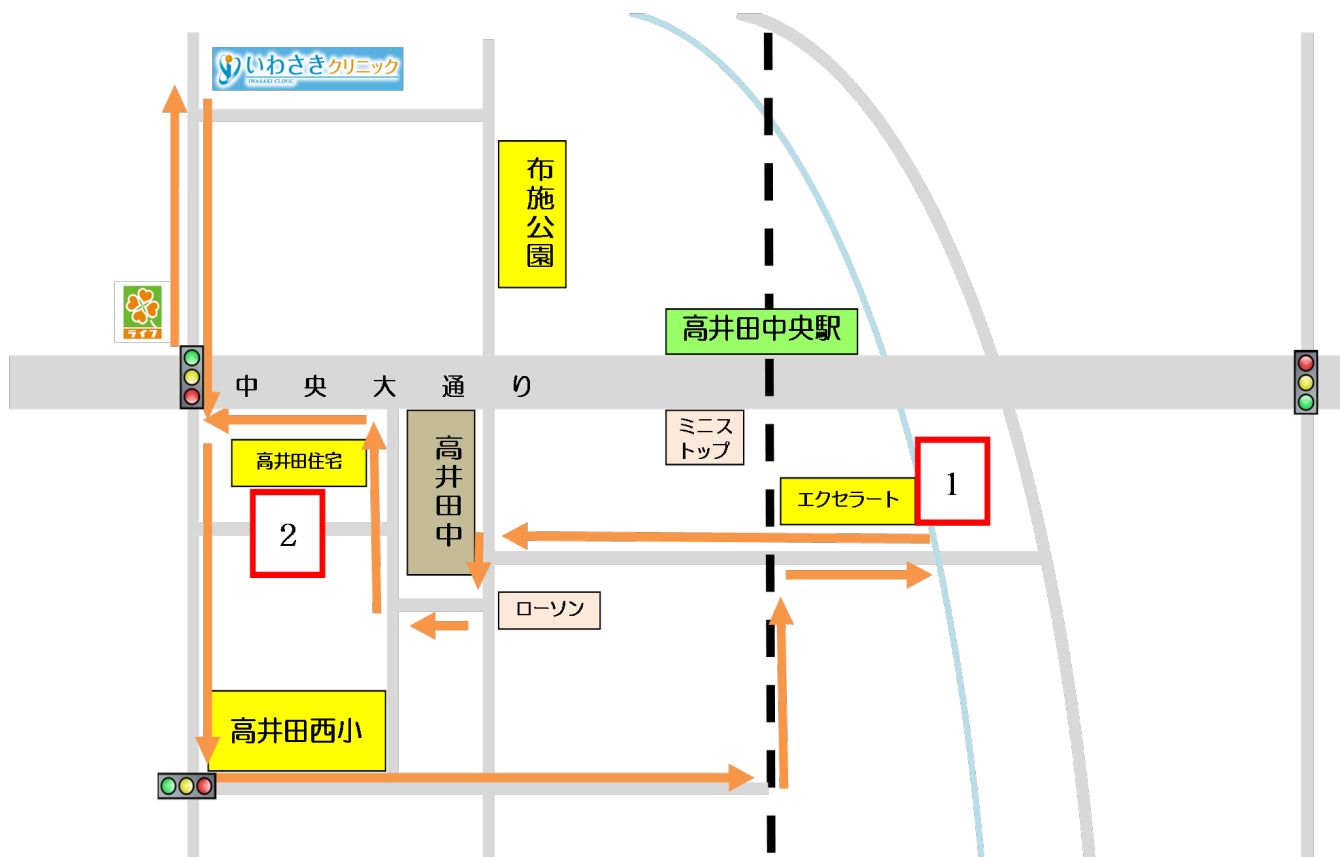 いわさきクリニック
IWASAKI CLINIC
布施公園
ライフ
高井田中央駅
中央大通り
高井田住宅
高井田中
ミニス
トップ
エクセラート
1
2
ローソン
高井田西小